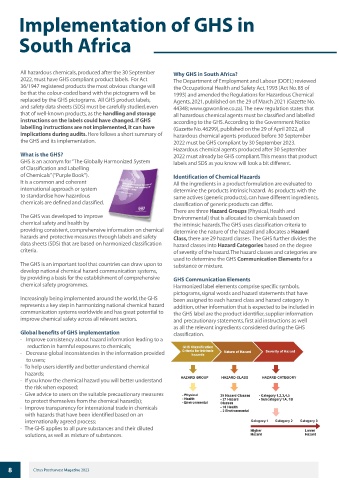 Implementation of GHS in
South Africa
All hazardous chemicals, produced after the 30 September
2022, must have GHS compliant product labels. For Act
36/1947 registered products the most obvious change will
be that the colour-coded band with the pictograms will be
replaced by the GHS pictograms. All GHS product labels,
and safety data sheets (SDS) must be carefully studied, even
that of well-known products, as the handling and storage
instructions on the labels could have changed. If GHS
labelling instructions are not implemented, it can have
implications during audits. Here follows a short summary of
the GHS and its implementation.
What is the GHS?
GHS is an acronym for "The Globally Harmonized System
of Classification and Labelling
of Chemicals" ("Purple Book").
It is a common and coherent
international approach or system
to standardise how hazardous
chemicals are defined and classified.
The GHS was developed to improve
chemical safety and health by
providing consistent, comprehensive information on chemical
hazards and protective measures through labels and safety
data sheets (SDS) that are based on harmonized classification
criteria.
The GHS is an important tool that countries can draw upon to
develop national chemical hazard communication systems,
by providing a basis for the establishment of comprehensive
chemical safety programmes.
Increasingly being implemented around the world, the GHS
represents a key step in harmonizing national chemical hazard
communication systems worldwide and has great potential to
improve chemical safety across all relevant sectors.
Global benefits of GHS implementation
- Improve consistency about hazard information leading to a
reduction in harmful exposures to chemicals;
- Decrease global inconsistencies in the information provided
to users;
- To help users identify and better understand chemical
hazards;
- If you know the chemical hazard you will better understand
the risk when exposed;
- Give advice to users on the suitable precautionary measures
to protect themselves from the chemical hazard(s);
- Improve transparency for international trade in chemicals
with hazards that have been identified based on an
internationally agreed process;
- The GHS applies to all pure substances and their diluted
solutions, as well as mixture of substances.
Why GHS in South Africa?
The Department of Employment and Labour (DOEL) reviewed
the Occupational Health and Safety Act, 1993 (Act No. 85 of
1993) and amended the Regulations for Hazardous Chemical
Agents, 2021, published on the 29 of March 2021 (Gazette No.
44348; www.gpwonline.co.za). The new regulation states that
all hazardous chemical agents must be classified and labelled
according to the GHS. According to the Government Notice
(Gazette No. 46299), published on the 29 of April 2022, all
hazardous chemical agents produced before 30 September
2022 must be GHS compliant by 30 September 2023.
Hazardous chemical agents produced after 30 September
2022 must already be GHS compliant. This means that product
labels and SDS as you know will look a bit different.
Identification of Chemical Hazards
All the ingredients in a product formulation are evaluated to
determine the products intrinsic hazard. As products with the
same actives (generic products), can have different ingredients,
classification of generic products can differ.
There are three Hazard Groups (Physical, Health and
Environmental) that is allocated to chemicals based on
the intrinsic hazards. The GHS uses classification criteria to
determine the nature of the hazard and allocates a Hazard
Class, there are 29 hazard classes. The GHS further divides the
hazard classes into Hazard Categories based on the degree
of severity of the hazard. The hazard classes and categories are
used to determine the GHS Communication Elements for a
substance or mixture.
GHS Communication Elements
Harmonized label elements comprise specific symbols,
pictograms, signal words and hazard statements that have
been assigned to each hazard class and hazard category. In
addition, other information that is expected to be included in
the GHS label are the product identifier, supplier information
and precautionary statements, first aid instructions as well
as all the relevant ingredients considered during the GHS
classification.
Nature of Hazard
Severity of Hazard
HAZARD GROUP
HAZARD CLASS
HAZARD CATEGORY
- Physical
- Health
- Environmental
29 Hazard Classes
Category 1 Category 2 Category 3
Higher
Hazard
Lower
Hazard
8
Citrus Pestology Magazine 2022